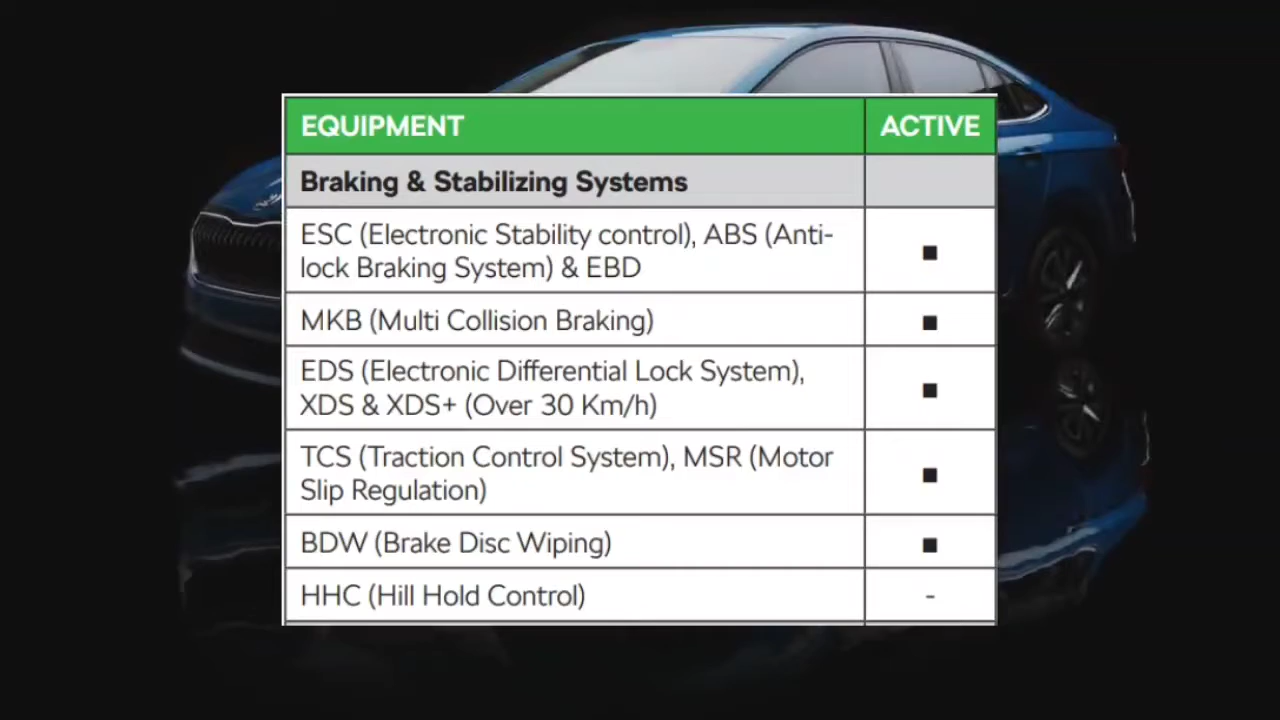 EQUIPMENT ACTIVE
Braking & Stabilizing Systems
ESC (Electronic Stability control), ABS (Anti-
lock Braking System) & EBD ■
MKB (Multi Collision Braking) ■
EDS (Electronic Differential Lock System),
XDS & XDS+ (Over 30 Km/h) ■
TCS (Traction Control System), MSR (Motor
Slip Regulation) ■
BDW (Brake Disc Wiping) ■
HHC (Hill Hold Control) -